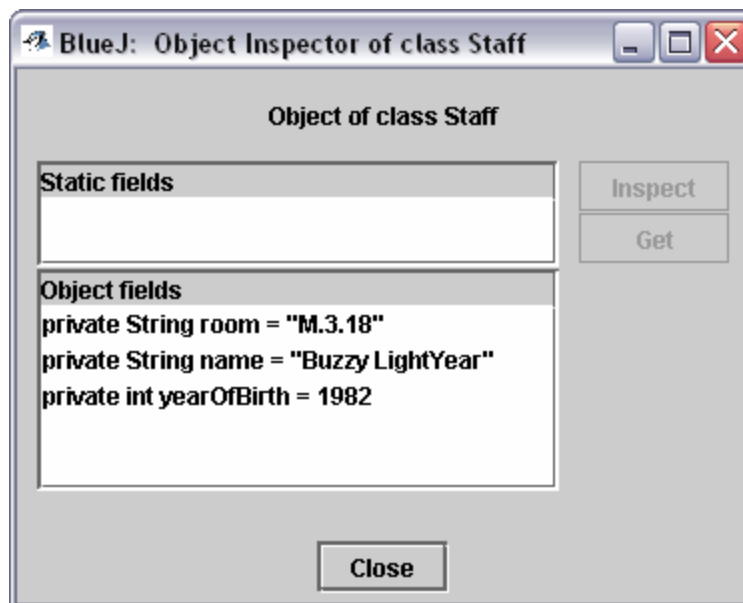 BlueJ: Object Inspector of class Staff
Object of class Staff
Static fields
Inspect
Get
Object fields
private String room = "M.3.18"
private String name = "Buzzy LightYear"
private int yearOfBirth = 1982
Close